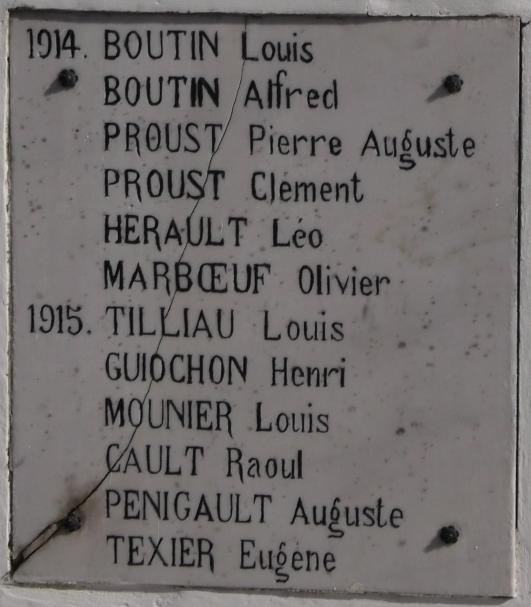 1914. BOUTIN Louis
BOUTIN Alfred
PROUST Pierre Auguste
PROUST Clement
HERAULT Léo
MARBŒUF Olivier
1915. TILLIAU Louis
GUIOCHON Henri
MOUNIER Louis
CAULT Raoul
PENIGAULT Auguste
TEXIER Eugène